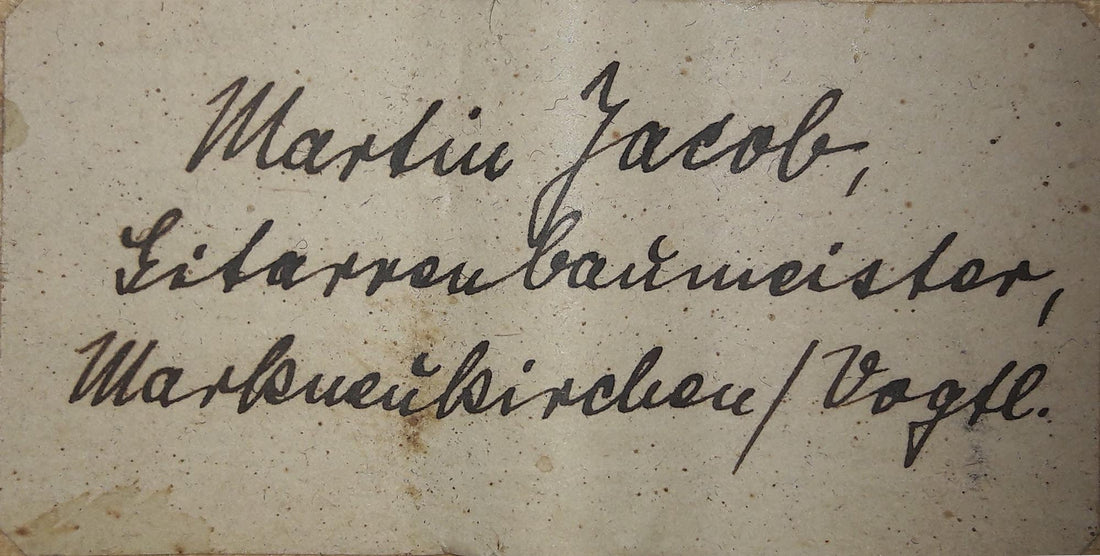 Martin Jacob,
Gitarrenbaumeister,
Markneukirchen/Vogtl.